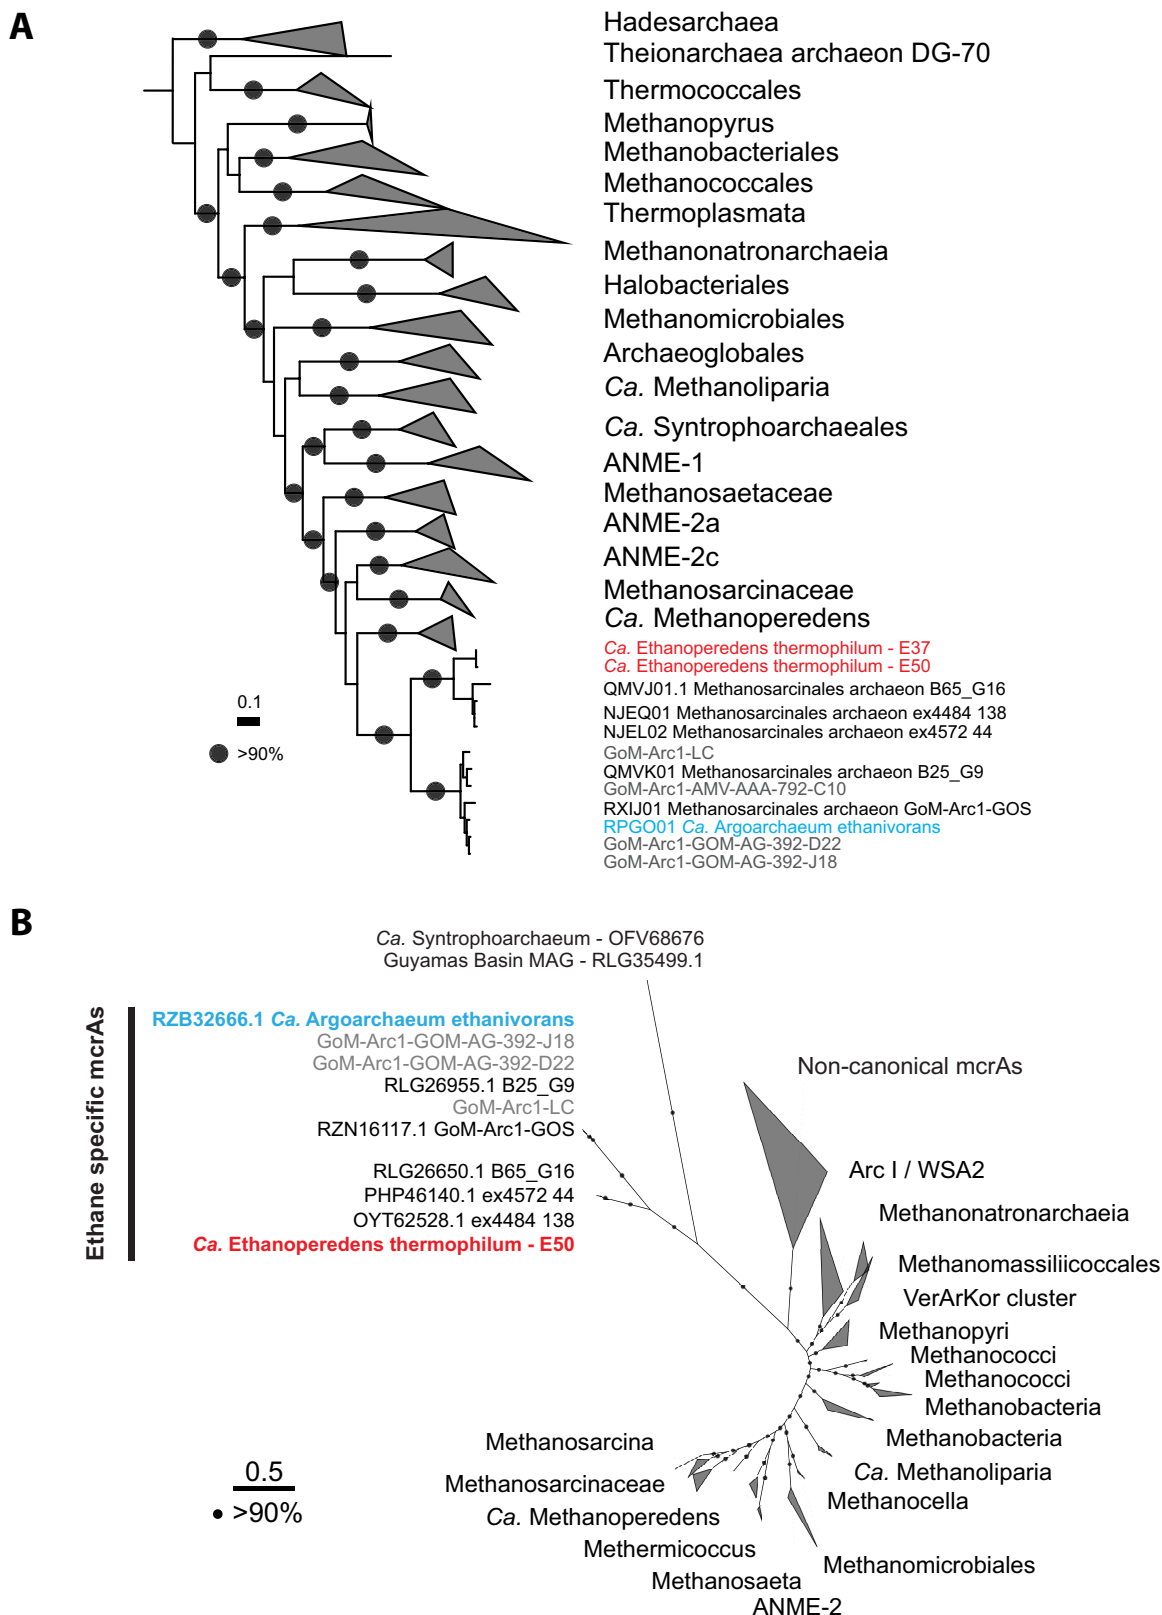 A
Hadesarchaea
Theionarchaea archaeon DG-70
Thermococcales
Methanopyrus
Methanobacteriales
Methanococcales
Thermoplasmata
Methanonatronarchaeia
Halobacteriales
Methanomicrobiales
Archaeoglobales
Ca. Methanoliparia
Ca. Syntrophoarchaeales
ANME-1
Methanosaetaceae
ANME-2a
ANME-2c
Methanosarcinaceae
Ca. Methanoperedens
Ca. Ethanoperedens thermophilum - E37
Ca. Ethanoperedens thermophilum - E50
QMVJ01.1 Methanosarcinales archaeon B65_G16
NJEQ01 Methanosarcinales archaeon ex4484_138
NJEL02 Methanosarcinales archaeon ex4572_44
GoM-Arc1-LC
QMVK01 Methanosarcinales archaeon B25_G9
GoM-Arc1-AMV-AAA-792-C10
RXIJ01 Methanosarcinales archaeon GoM-Arc1-GOS
RPGO01 Ca. Argoarchaeum ethanivorans
GoM-Arc1-GOM-AG-392-D22
GoM-Arc1-GOM-AG-392-J18
0.1
>90%
B
Ca. Syntrophoarchaeum - OFV68676
Guyamas Basin MAG - RLG35499.1
Ethane specific mcrAs
RZB32666.1 Ca. Argoarchaeum ethanivorans
GoM-Arc1-GOM-AG-392-J18
GoM-Arc1-GOM-AG-392-D22
RLG26955.1 B25_G9
GoM-Arc1-LC
RZN16117.1 GoM-Arc1-GOS
RLG26650.1 B65_G16
PHP46140.1 ex4572_44
OYT62528.1 ex4484_138
Ca. Ethanoperedens thermophilum - E50
Non-canonical mcrAs
Arc I / WSA2
Methanonatronarchaeia
Methanomassiliicoccales
VerArKor cluster
Methanopyri
Methanococci
Methanococci
Methanobacteria
Methanobacteria
Ca. Methanoliparia
Methanocella
Methanomicrobiales
ANME-2
Methanosaeta
Methermicoccus
Ca. Methanoperedens
Methanosarcinaceae
Methanosarcina
0.5
>90%